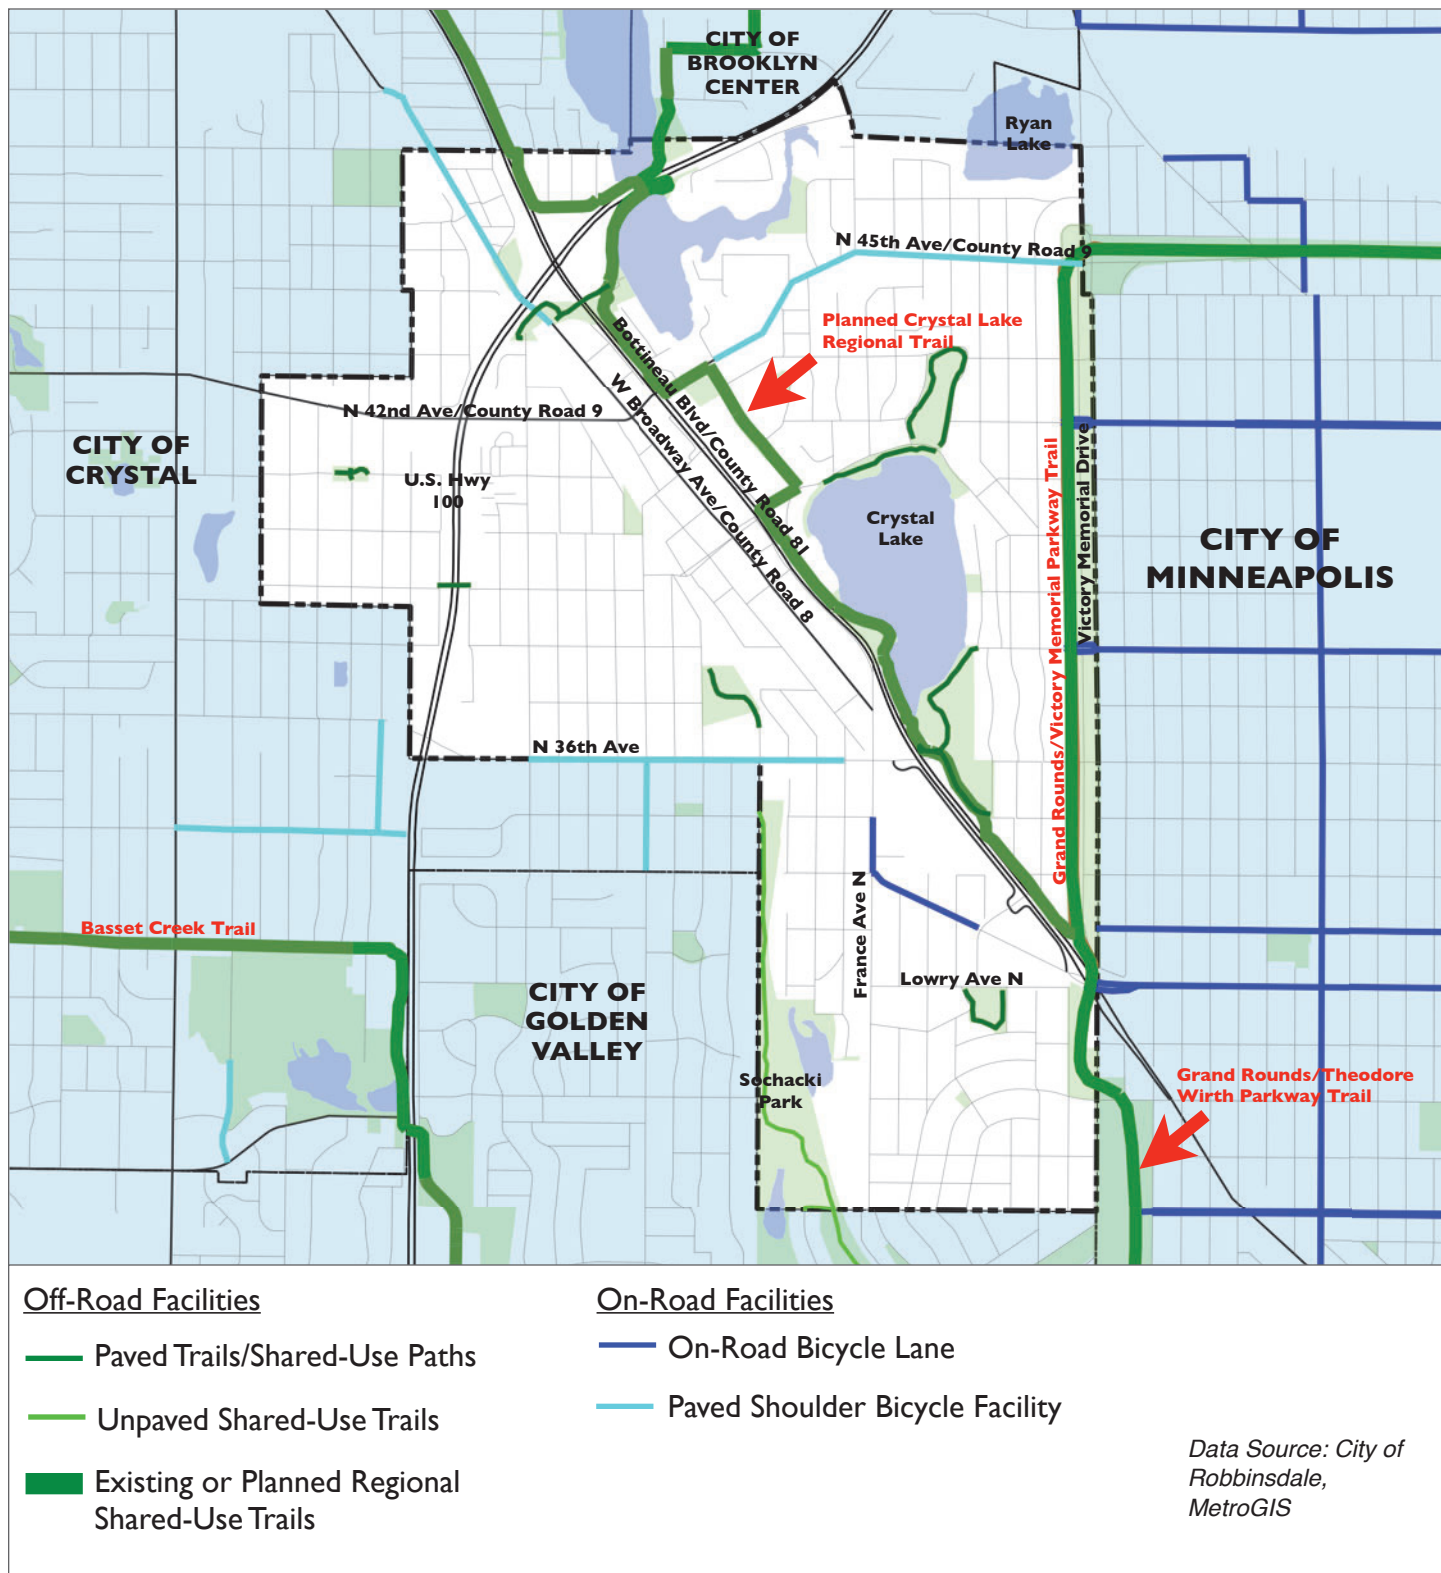 CITY OF
BROOKLYN
CENTER
Ryan
Lake
N 45th Ave/County Road 9
Planned Crystal Lake
Regional Trail
Bottineau Blvd/County Road 81
W Broadway Ave/County Road 8
N 42nd Ave/County Road 9
CITY OF
CRYSTAL
U.S. Hwy
100
Crystal
Lake
Grand Rounds/Victory Memorial Parkway Trail
Victory Memorial Drive
CITY OF
MINNEAPOLIS
N 36th Ave
France Ave N
Basset Creek Trail
Lowry Ave N
CITY OF
GOLDEN
VALLEY
Sochacki
Park
Grand Rounds/Theodore
Wirth Parkway Trail
Off-Road Facilities
Paved Trails/Shared-Use Paths
Unpaved Shared-Use Trails
Existing or Planned Regional
Shared-Use Trails
On-Road Facilities
On-Road Bicycle Lane
Paved Shoulder Bicycle Facility
Data Source: City of
Robbinsdale,
MetroGIS